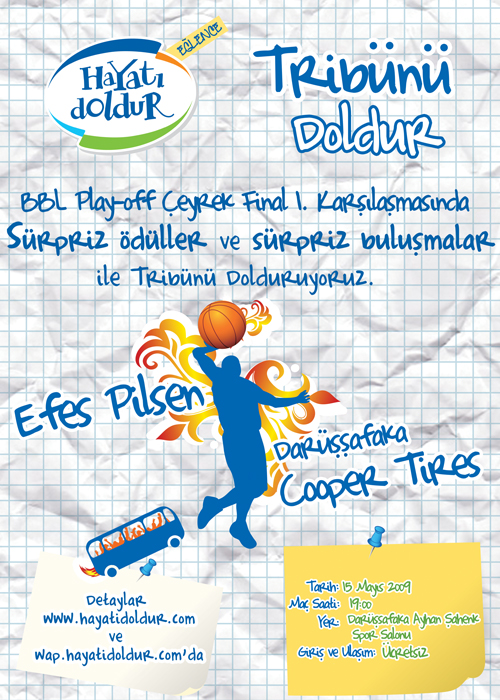 EĞLENCE
HaYatı
doldUR
Tribünü
Doldur
BBL Play-off Çeyrek Final 1. Karşılaşmasında
Sürpriz ödüller ve sürpriz buluşmalar
ile Tribünü Dolduruyoruz.
Efes Pilsen
Darüşşafaka
Cooper Tires
Detaylar
www.hayatidoldur.com
ve
wap.hayatidoldur.com'da
Tarih: 15 Mayıs 2009
Maç Saati: 19:00
Yer: Darüşşafaka Ayhan Şahenk
Spor Salonu
Giriş ve Ulaşım: Ücretsiz